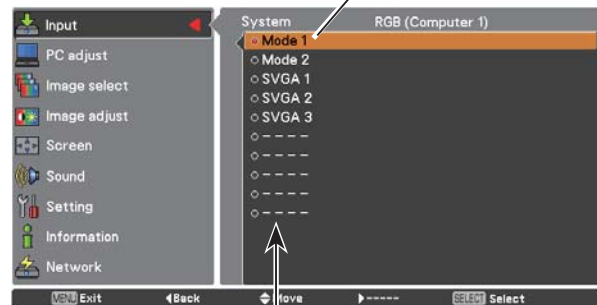 Input
PC adjust
Image select
Image adjust
Screen
Sound
Setting
Information
Network
System RGB (Computer 1)
Mode 1
Mode 2
SVGA 1
SVGA 2
SVGA 3
----
----
----
----
----
MENU Exit Back Move ----- SELECT Select